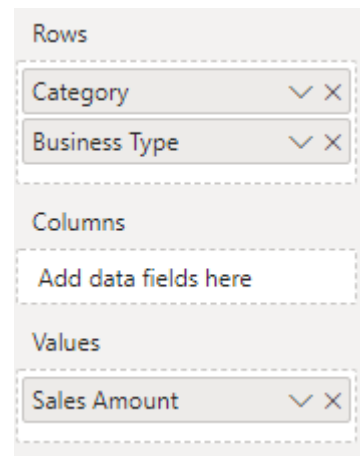 Rows
Category
Business Type
Columns
Add data fields here
Values
Sales Amount